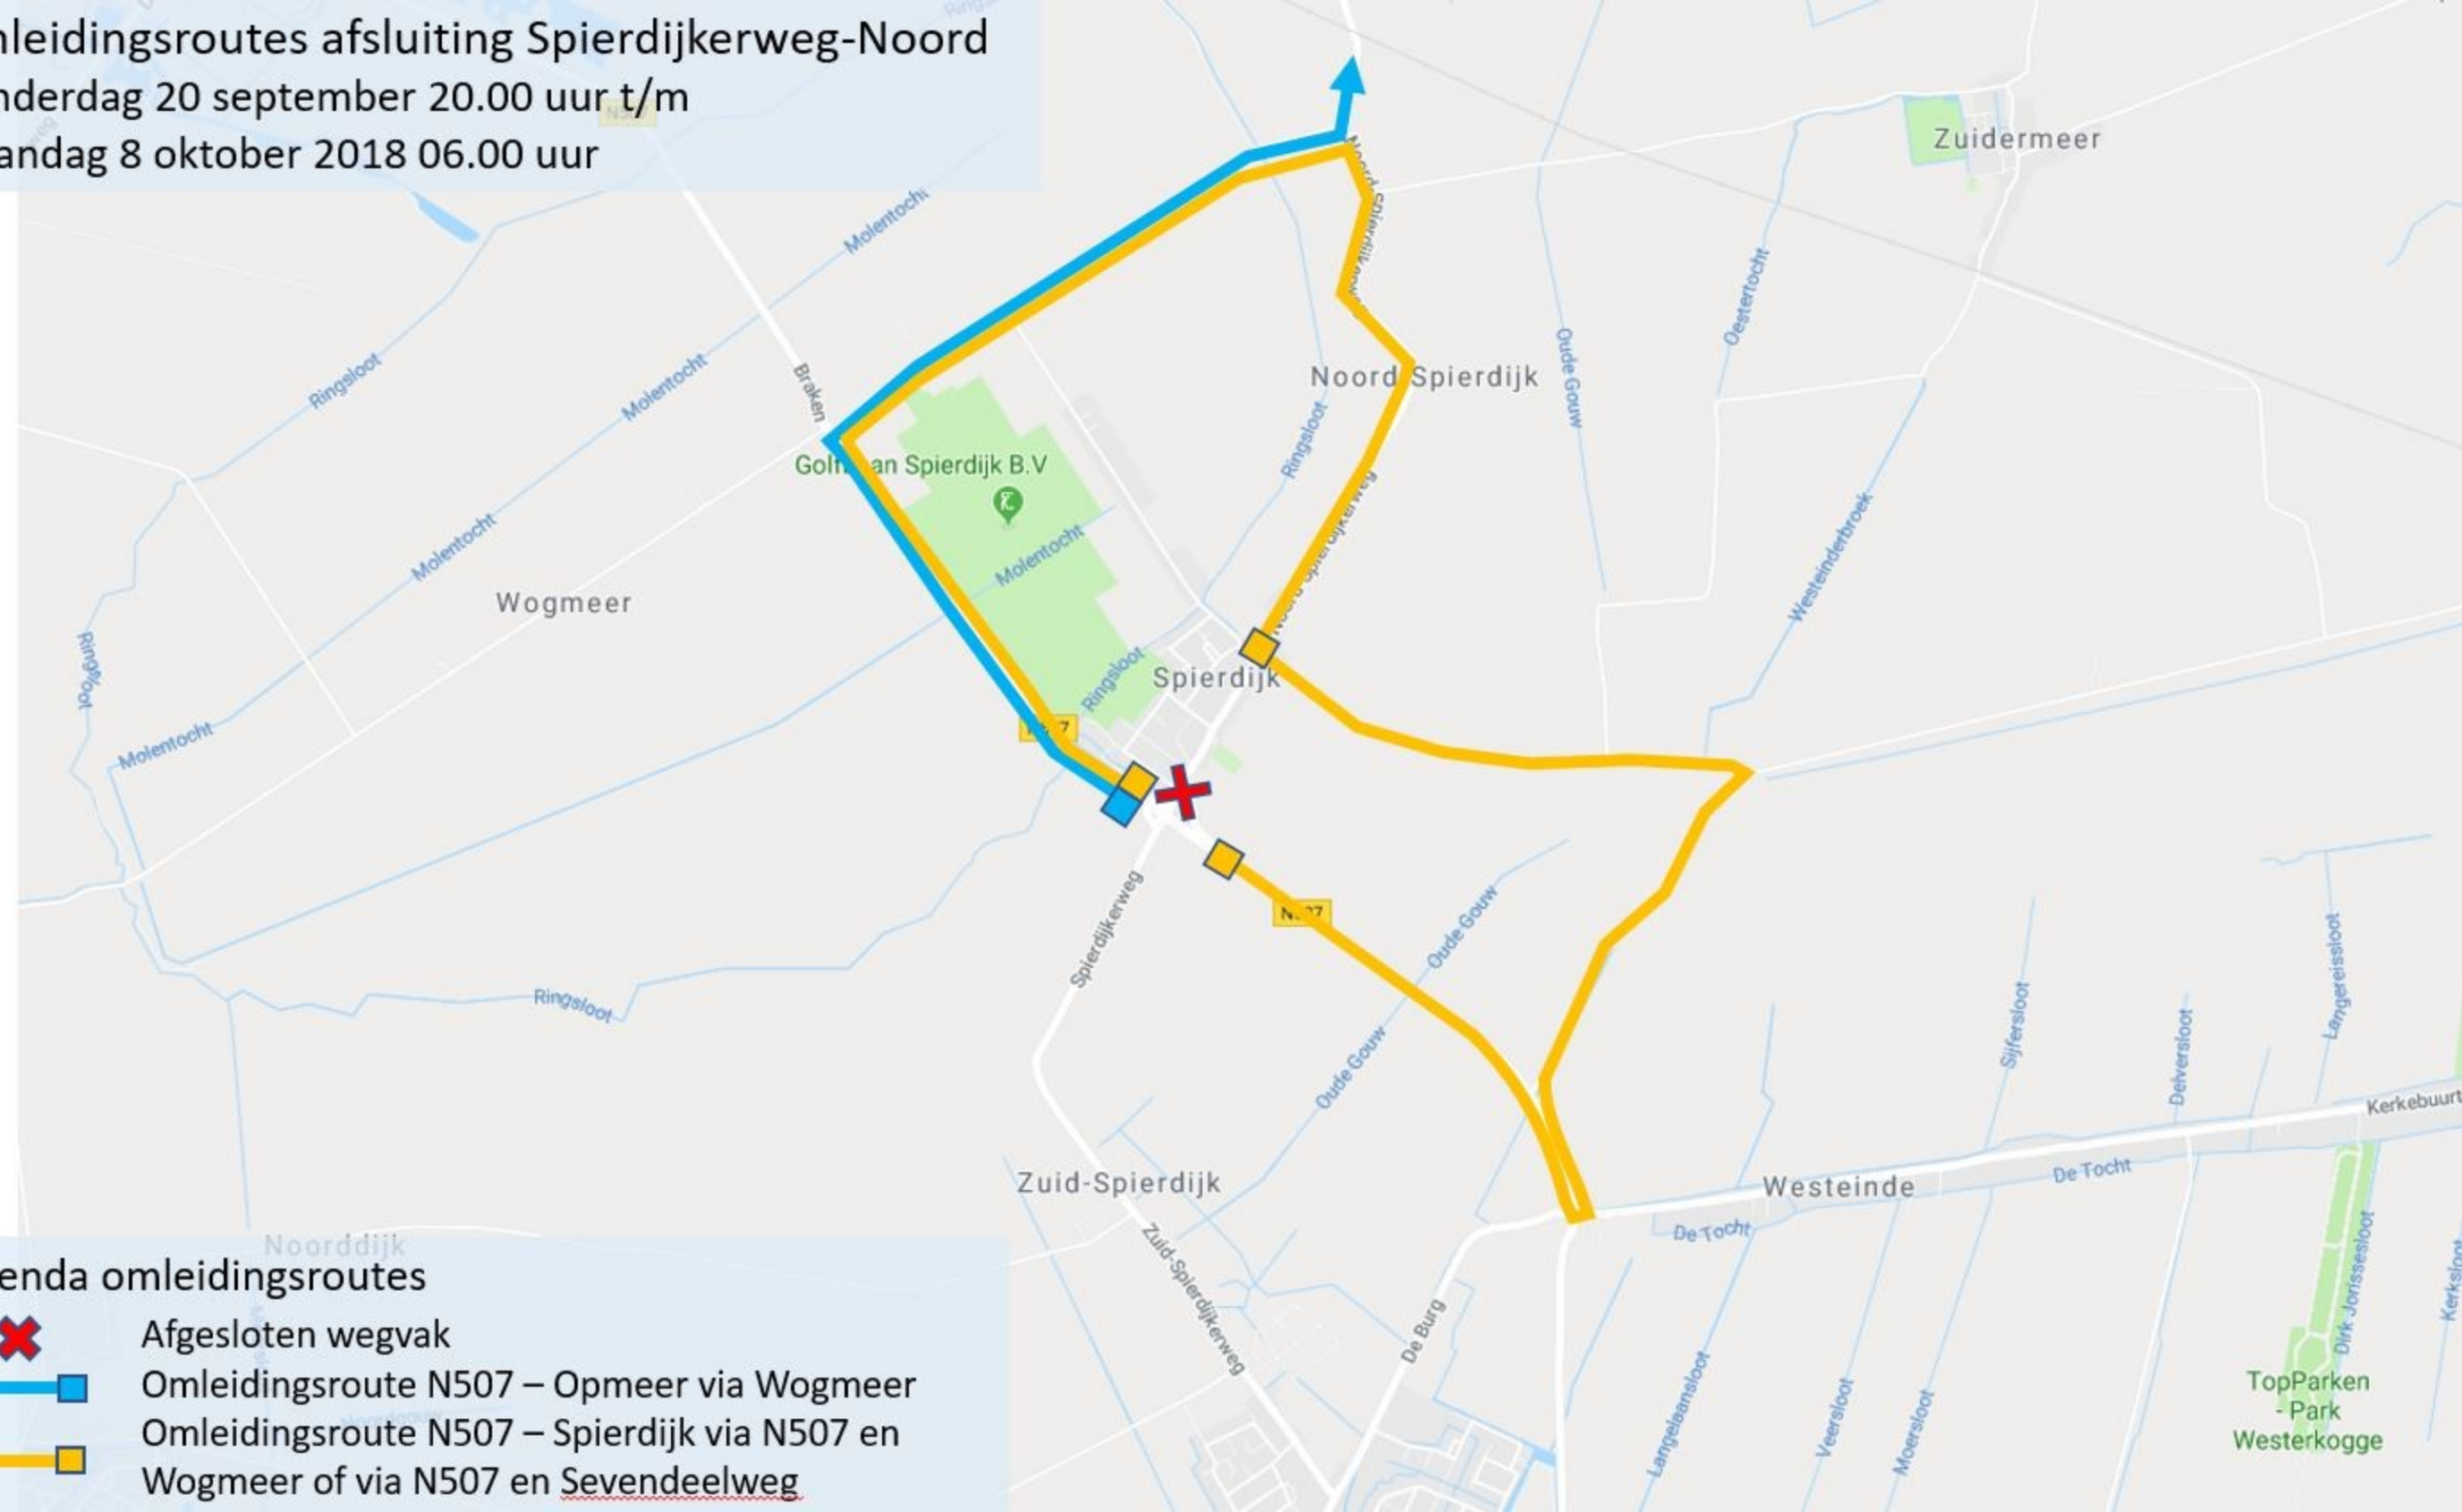 nleidingsroutes afsluiting Spierdijkerweg-Noord
nderdag 20 september 20.00 uur t/m
andag 8 oktober 2018 06.00 uur
Zuidermeer
Molentocht
Oestertocht
Ringsloot
Molentocht
Braken
Oude Gouw
Noord-Spierdijk
Ringsloot
Westeinderbroek
Molentocht
Molentocht
Wogmeer
Ringsloot
Spierdijk
Ringsloot
Molentocht
Spierdijkerweg
Oude Gouw
Langereissloot
Ringsloot
Sijfersloot
Delversloot
Oude Gouw
Kerkebuurt
Zuid-Spierdijk
Westeinde
De Tocht
De Tocht
Noorddijk
Zuid-Spierdijkerweg
De Burg
Dirk Jorissesloot
Kerksloot
Langelaansloot
Veersloot
Moersloot
TopParken
- Park
Westerkogge
enda omleidingsroutes
Afgesloten wegvak
Omleidingsroute N507 – Opmeer via Wogmeer
Omleidingsroute N507 – Spierdijk via N507 en
Wogmeer of via N507 en Sevendeelweg